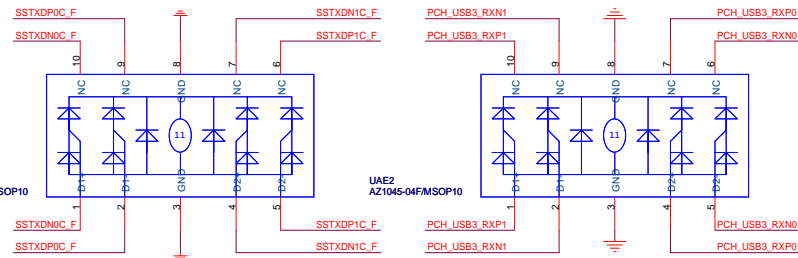 SSTXDP0C_F SSTXDN1C_F PCH_USB3_RXN1 PCH_USB3_RXP0
SSTXDN0C_F SSTXDP1C_F PCH_USB3_RXP1 PCH_USB3_RXN0
10 9 8 7 6 10 9 8 7 6
NC NC GND NC NC NC NC GND NC NC
11 11
D1+ D1- GND D2+ D2- D1+ D1- GND D2+ D2-
UAE2
SOP10 AZ1045-04F/MSOP10
1 2 3 4 5 1 2 3 4 5
SSTXDN0C_F SSTXDP1C_F PCH_USB3_RXP1 PCH_USB3_RXN0
SSTXDP0C_F SSTXDN1C_F PCH_USB3_RXN1 PCH_USB3_RXP0